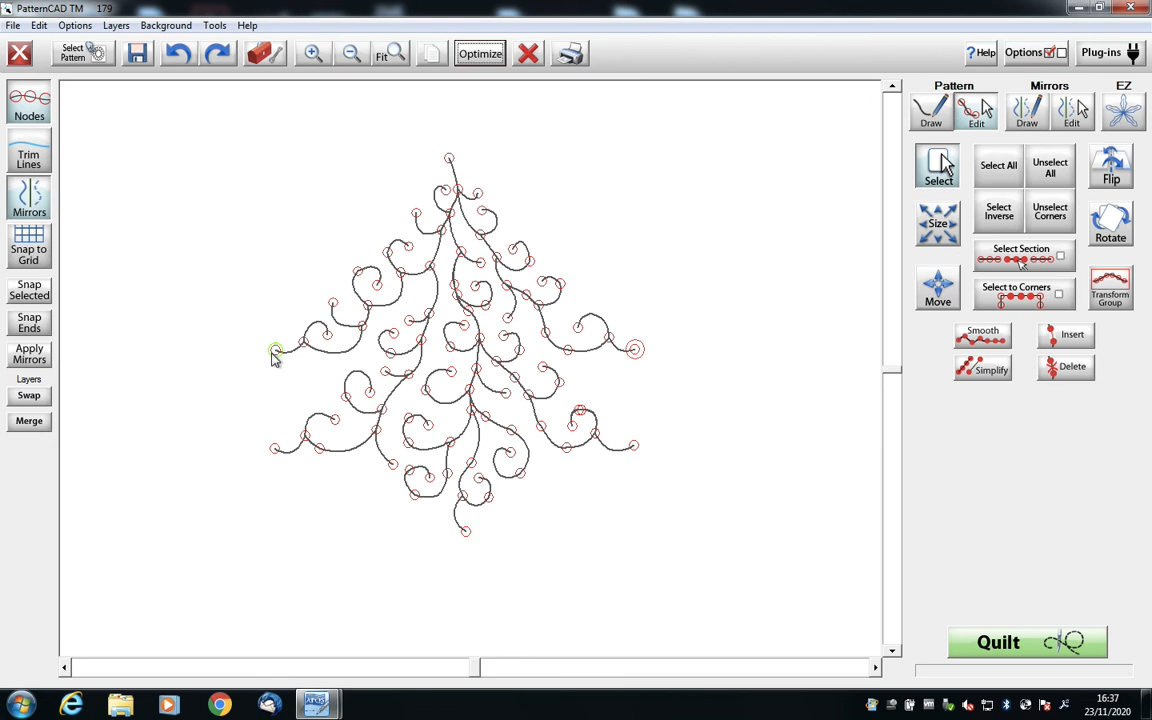 PatternCAD TM 179
File Edit Options Layers Background Tools Help
Select Pattern
Fit
Optimize
?Help
Options
Plug-ins
Nodes
Trim Lines
Mirrors
Snap to Grid
Snap Selected
Snap Ends
Apply Mirrors
Layers
Swap
Merge
Pattern Mirrors EZ
Draw Edit Draw Edit
Select
Select All
Unselect All
Flip
Size
Select Inverse
Unselect Corners
Rotate
Select Section
Move
Select to Corners
Transform Group
Smooth
Insert
Simplify
Delete
Quilt
16:37
23/11/2020